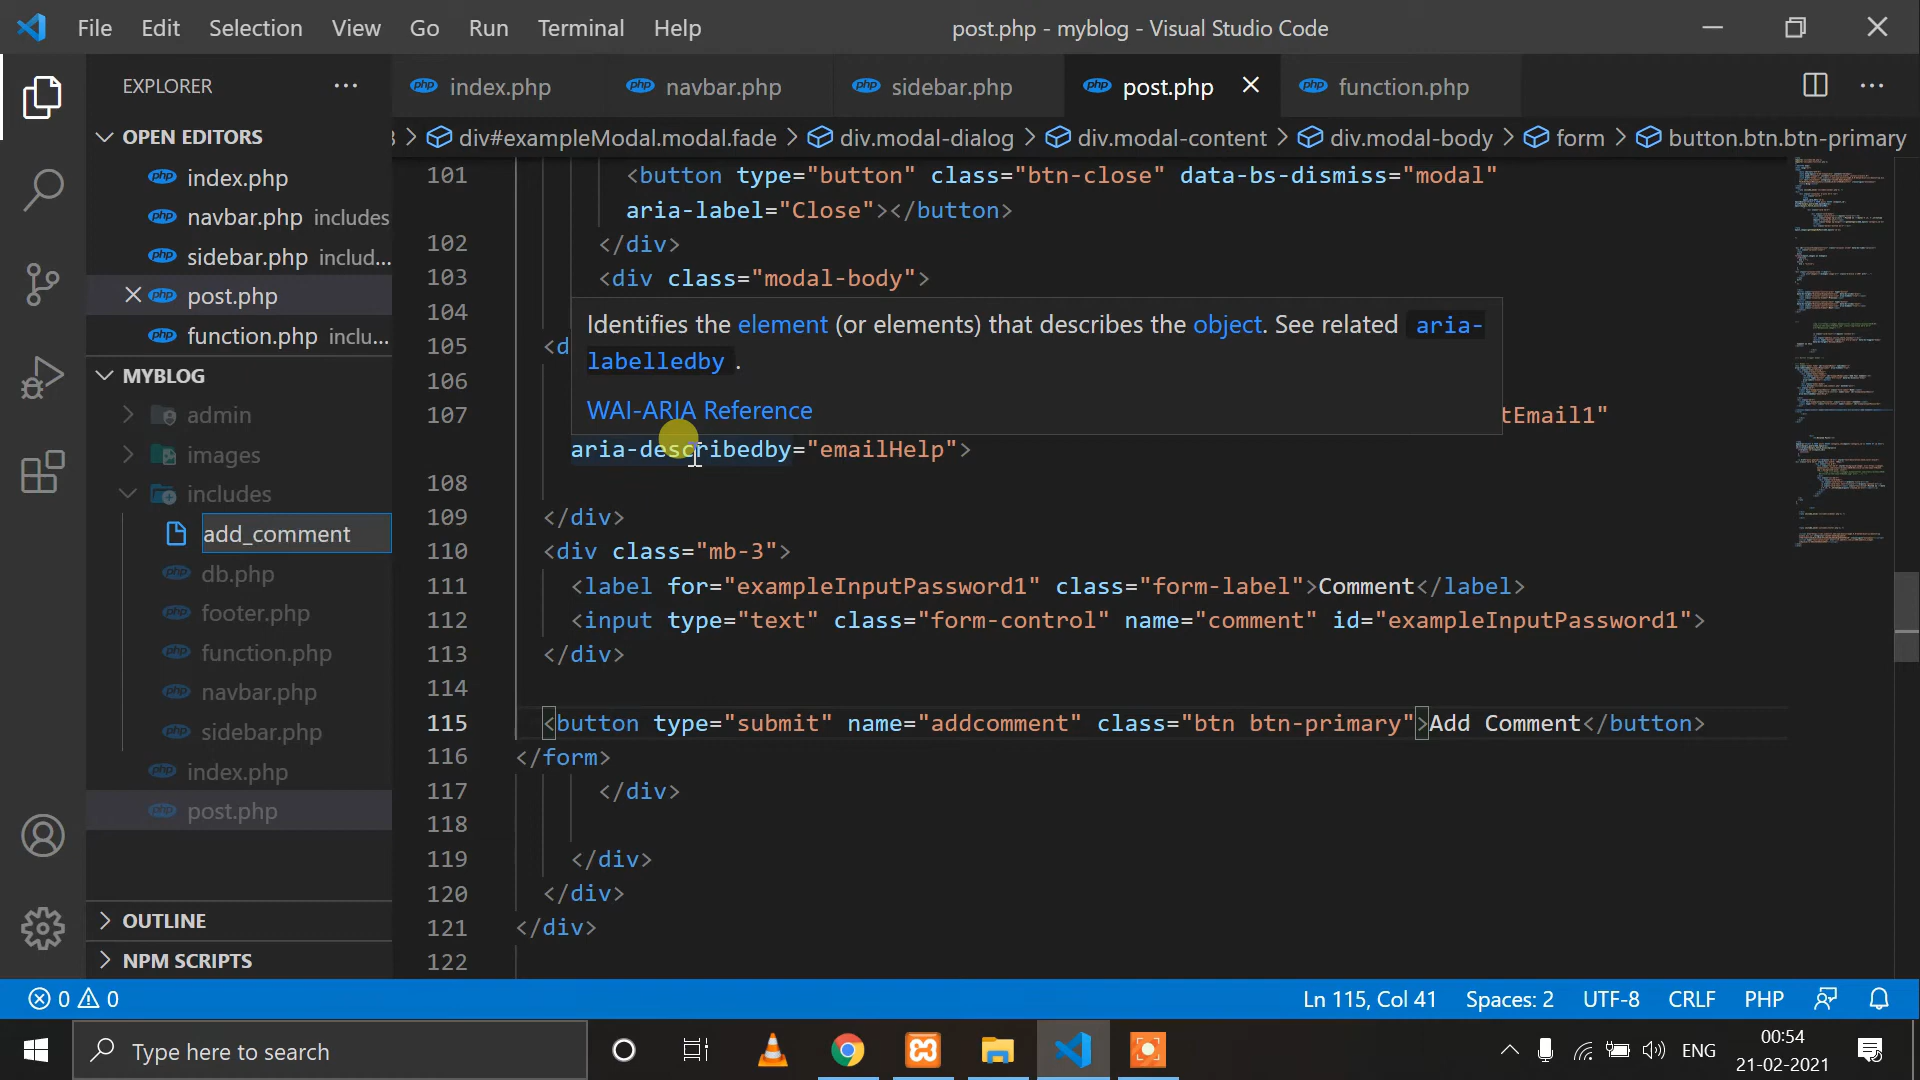 File Edit Selection View Go Run Terminal Help
post.php - myblog - Visual Studio Code
EXPLORER
index.php
navbar.php
sidebar.php
post.php
function.php
OPEN EDITORS
div#exampleModal.modal.fade > div.modal-dialog > div.modal-content > div.modal-body > form > button.btn.btn-primary
index.php
navbar.php includes
sidebar.php includ...
post.php
function.php inclu...
MYBLOG
admin
images
includes
add_comment
db.php
footer.php
function.php
navbar.php
sidebar.php
index.php
post.php
OUTLINE
NPM SCRIPTS
101 <button type="button" class="btn-close" data-bs-dismiss="modal"
aria-label="Close"></button>
102 </div>
103 <div class="modal-body">
104
Identifies the element (or elements) that describes the object. See related aria-
labelledby .
WAI-ARIA Reference
105 <d
106
107 tEmail1"
aria-describedby="emailHelp">
108
109 </div>
110 <div class="mb-3">
111 <label for="exampleInputPassword1" class="form-label">Comment</label>
112 <input type="text" class="form-control" name="comment" id="exampleInputPassword1">
113 </div>
114
115 <button type="submit" name="addcomment" class="btn btn-primary">Add Comment</button>
116 </form>
117 </div>
118
119 </div>
120 </div>
121 </div>
122
0 0
Ln 115, Col 41 Spaces: 2 UTF-8 CRLF PHP
Type here to search
ENG
00:54
21-02-2021